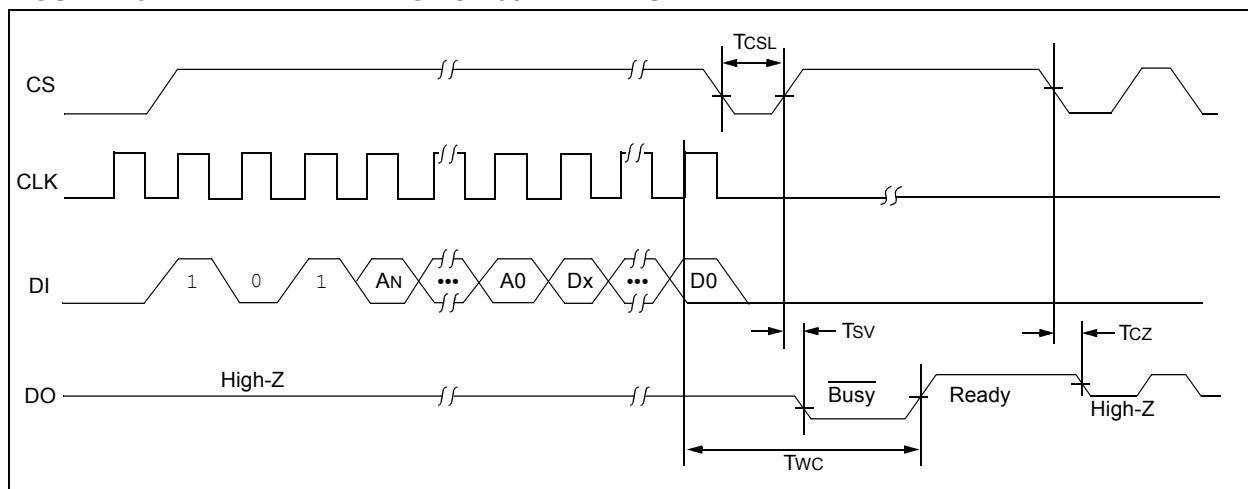 TCSL
CS
CLK
DI 1 0 1 AN ••• A0 Dx ••• D0
TSV TCZ
DO High-Z Busy Ready High-Z
TWC